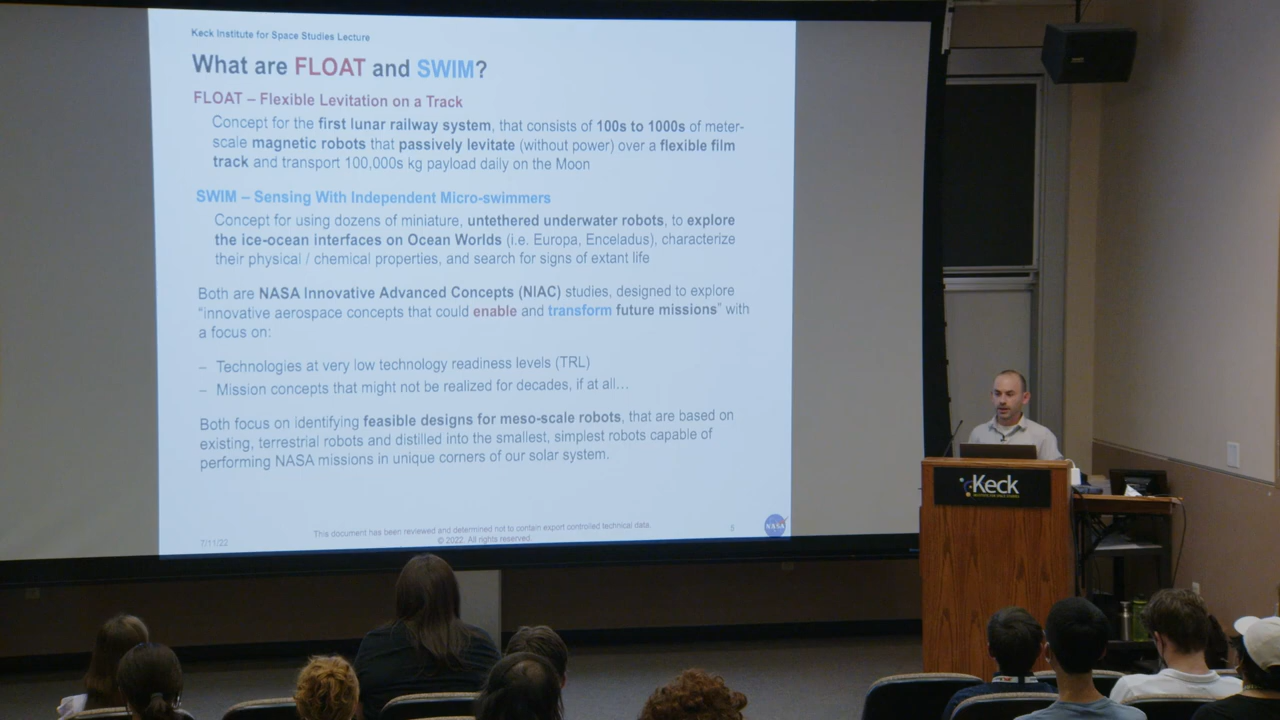 Keck Institute for Space Studies Lecture
What are FLOAT and SWIM?
FLOAT – Flexible Levitation on a Track
Concept for the first lunar railway system, that consists of 100s to 1000s of meter-
scale magnetic robots that passively levitate (without power) over a flexible film
track and transport 100,000s kg payload daily on the Moon
SWIM – Sensing With Independent Micro-swimmers
Concept for using dozens of miniature, untethered underwater robots, to explore
the ice-ocean interfaces on Ocean Worlds (i.e. Europa, Enceladus), characterize
their physical / chemical properties, and search for signs of extant life
Both are NASA Innovative Advanced Concepts (NIAC) studies, designed to explore
“innovative aerospace concepts that could enable and transform future missions” with
a focus on:
– Technologies at very low technology readiness levels (TRL)
– Mission concepts that might not be realized for decades, if at all…
Both focus on identifying feasible designs for meso-scale robots, that are based on
existing, terrestrial robots and distilled into the smallest, simplest robots capable of
performing NASA missions in unique corners of our solar system.
7/11/22
This document has been reviewed and determined not to contain export controlled technical data.
© 2022. All rights reserved.
NASA
Keck